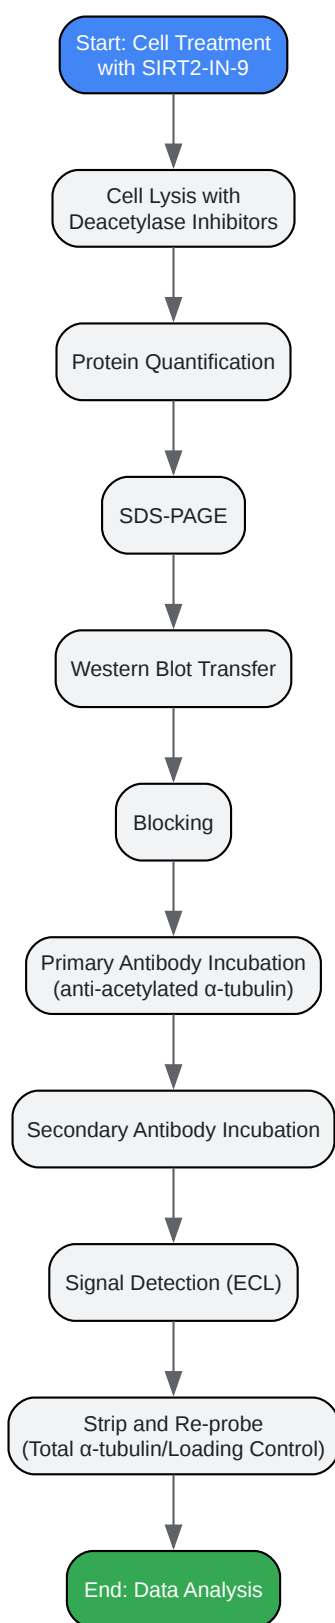 Start: Cell Treatment
with SIRT2-IN-9
Cell Lysis with
Deacetylase Inhibitors
Protein Quantification
SDS-PAGE
Western Blot Transfer
Blocking
Primary Antibody Incubation
(anti-acetylated α-tubulin)
Secondary Antibody Incubation
Signal Detection (ECL)
Strip and Re-probe
(Total α-tubulin/Loading Control)
End: Data Analysis